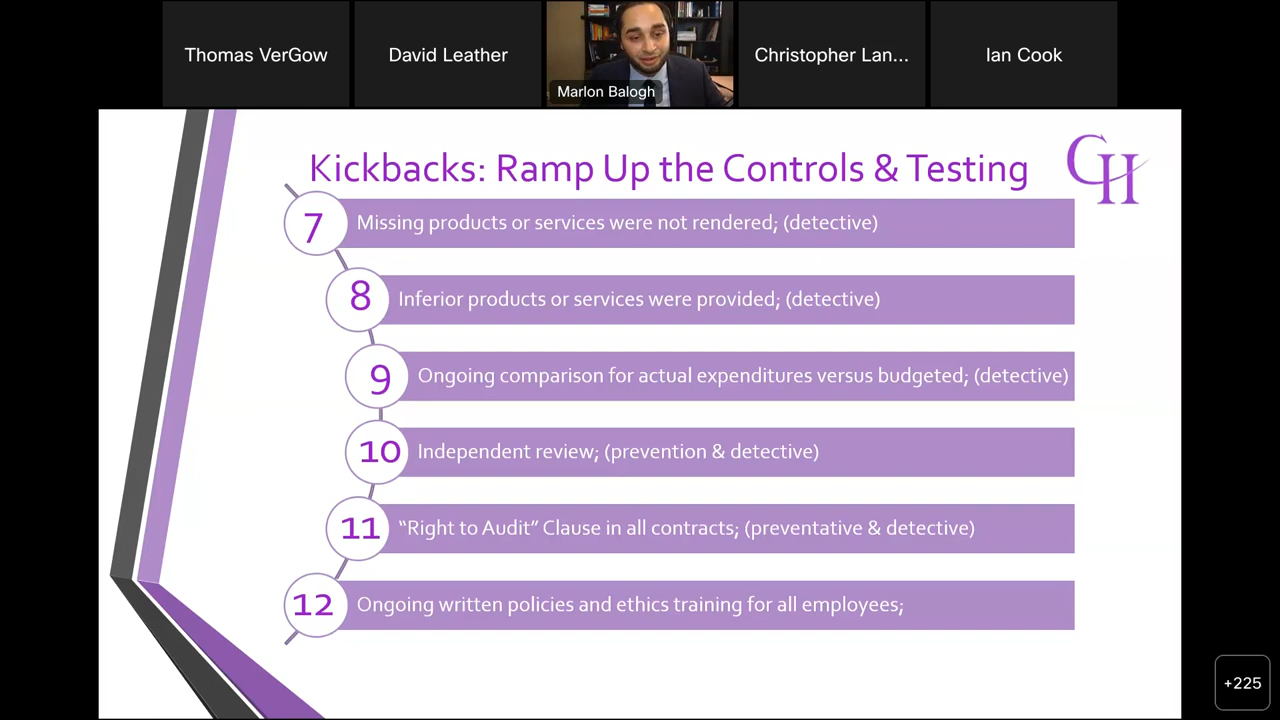 Thomas VerGow
David Leather
Marlon Balogh
Christopher Lan...
Ian Cook
Kickbacks: Ramp Up the Controls & Testing
CH
7 Missing products or services were not rendered; (detective)
8 Inferior products or services were provided; (detective)
9 Ongoing comparison for actual expenditures versus budgeted; (detective)
10 Independent review; (prevention & detective)
11 “Right to Audit” Clause in all contracts; (preventative & detective)
12 Ongoing written policies and ethics training for all employees;
+225